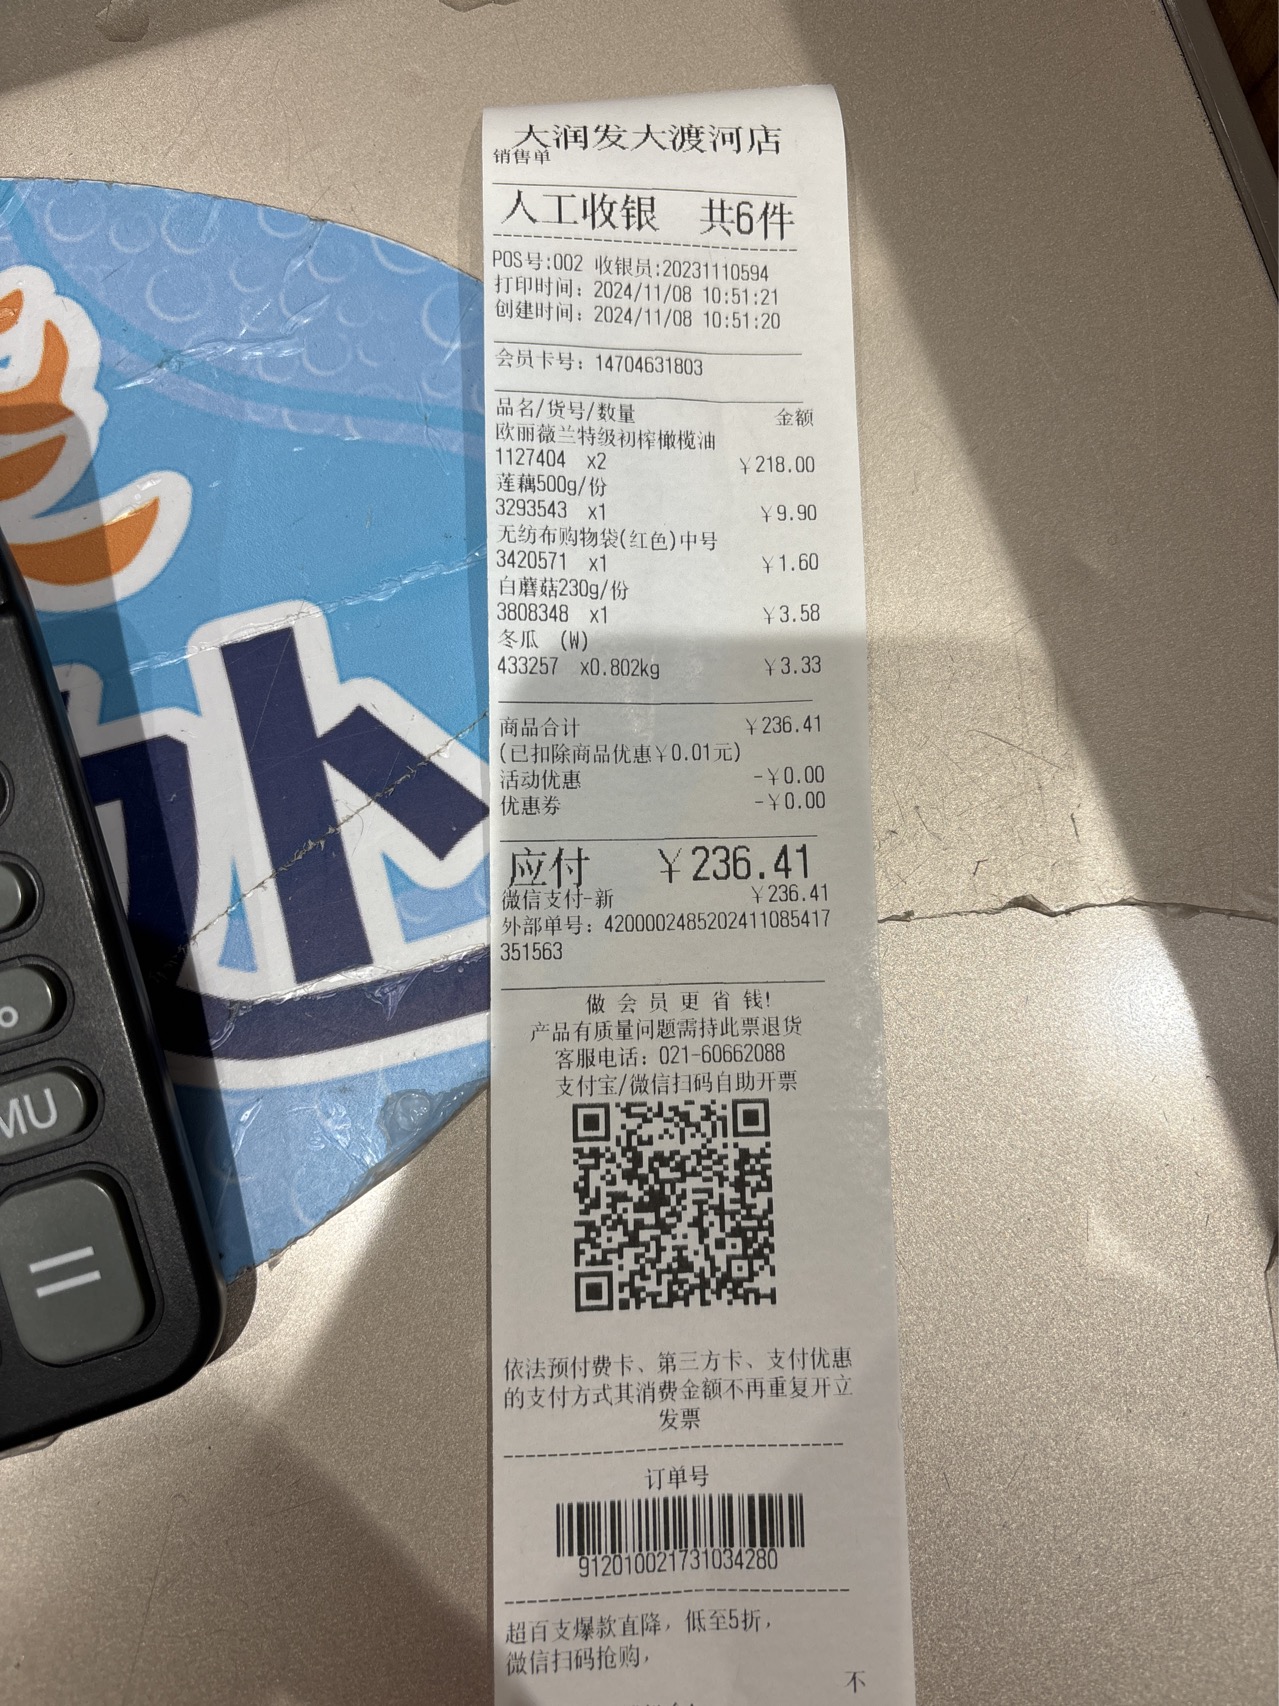 大润发大渡河店
销售单
人工收银 共6件
POS号:002 收银员:20231110594
打印时间: 2024/11/08 10:51:21
创建时间: 2024/11/08 10:51:20
会员卡号: 14704631803
品名/货号/数量 金额
欧丽薇兰特级初榨橄榄油
1127404 x2 ￥218.00
莲藕500g/份
3293543 x1 ￥9.90
无纺布购物袋(红色)中号
3420571 x1 ￥1.60
白蘑菇230g/份
3808348 x1 ￥3.58
冬瓜 (W)
433257 x0.802kg ￥3.33
商品合计 ￥236.41
(已扣除商品优惠￥0.01元)
活动优惠 -￥0.00
优惠券 -￥0.00
应付 ￥236.41
微信支付-新 ￥236.41
外部单号: 4200002485202411085417
351563
做会员更省钱!
产品有质量问题需持此票退货
客服电话: 021-60662088
支付宝/微信扫码自助开票
依法预付费卡、第三方卡、支付优惠
的支付方式其消费金额不再重复开立
发票
订单号
912010021731034280
超百支爆款直降, 低至5折,
微信扫码抢购,
不
MU
=